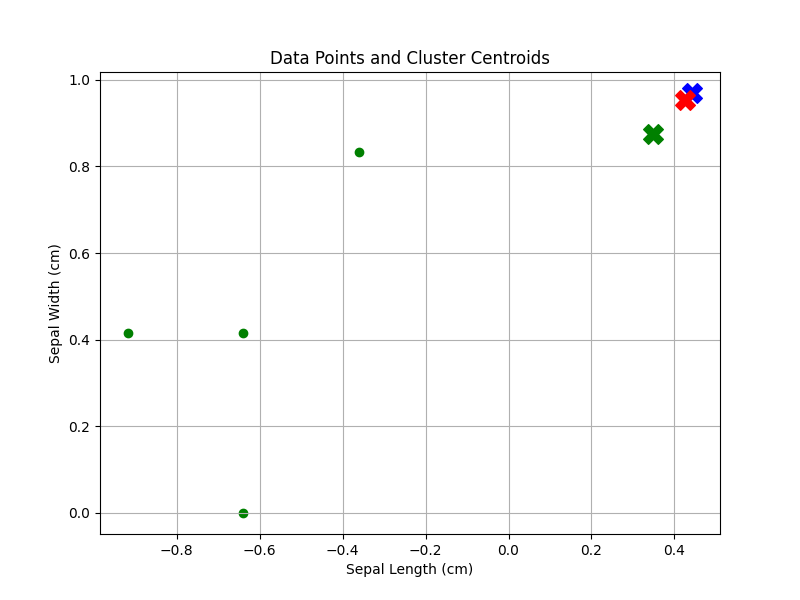 Data Points and Cluster Centroids
1.0
0.8
0.6
0.4
0.2
0.0
Sepal Width (cm)
−0.8 −0.6 −0.4 −0.2 0.0 0.2 0.4
Sepal Length (cm)